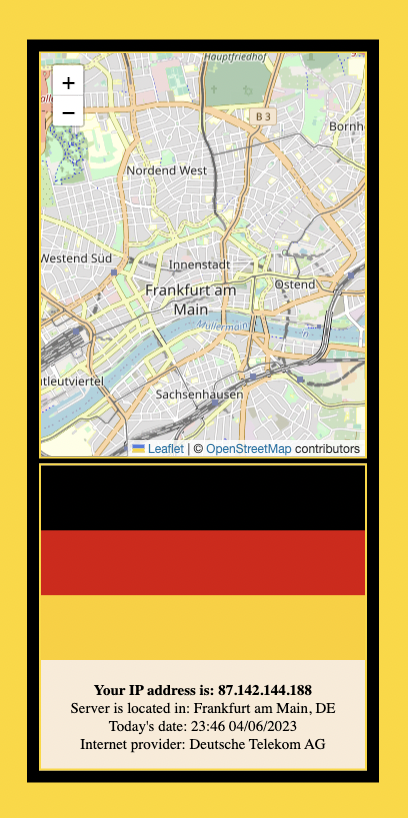 Hauptfriedhof
+
−
B 3
Bornh
Nordend West
Westend Süd
Innenstadt
Frankfurt am
Main
Ostend
Müllermain
utleutviertel
Sachsenhausen
Leaflet | © OpenStreetMap contributors
Your IP address is: 87.142.144.188
Server is located in: Frankfurt am Main, DE
Today's date: 23:46 04/06/2023
Internet provider: Deutsche Telekom AG